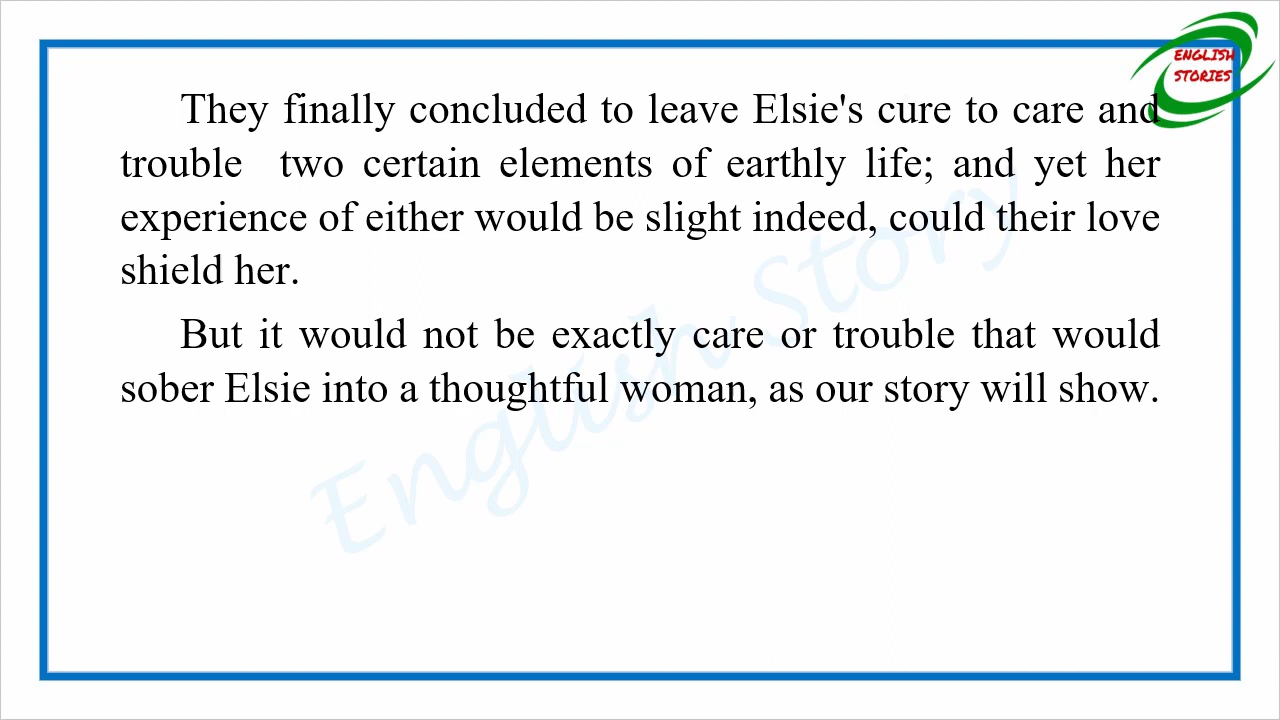 ENGLISH
STORIES
They finally concluded to leave Elsie's cure to care and
trouble  two certain elements of earthly life; and yet her
experience of either would be slight indeed, could their love
shield her.
But it would not be exactly care or trouble that would
sober Elsie into a thoughtful woman, as our story will show.
English Story